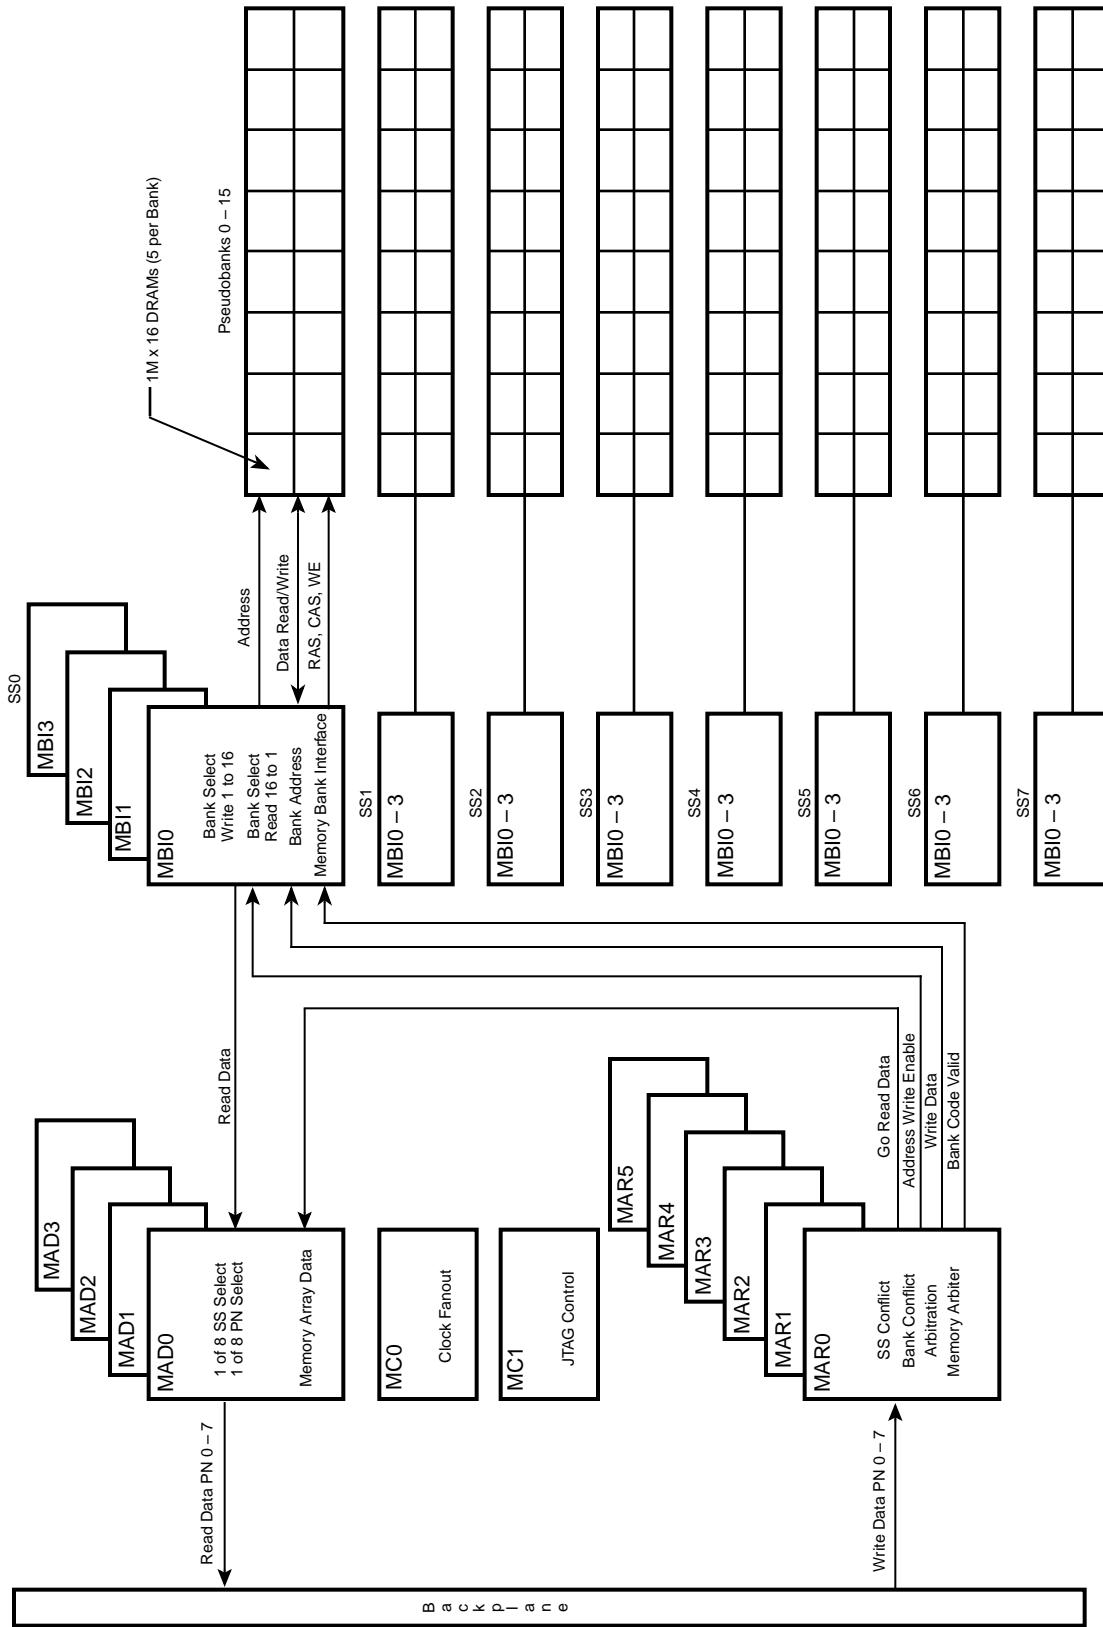 Backplane
Read Data PN 0 – 7
Write Data PN 0 – 7
MAD3
MAD2
MAD1
MAD0
1 of 8 SS Select
1 of 8 PN Select
Memory Array Data
MC0
Clock Fanout
MC1
JTAG Control
MAR5
MAR4
MAR3
MAR2
MAR1
MAR0
SS Conflict
Bank Conflict
Arbitration
Memory Arbiter
Read Data
Go Read Data
Address Write Enable
Write Data
Bank Code Valid
SS0
MBI3
MBI2
MBI1
MBI0
Bank Select
Write 1 to 16
Bank Select
Read 16 to 1
Bank Address
Memory Bank Interface
SS1
MBI0 – 3
SS2
MBI0 – 3
SS3
MBI0 – 3
SS4
MBI0 – 3
SS5
MBI0 – 3
SS6
MBI0 – 3
SS7
MBI0 – 3
Address
Data Read/Write
RAS, CAS, WE
1M x 16 DRAMs (5 per Bank)
Pseudobanks 0 – 15